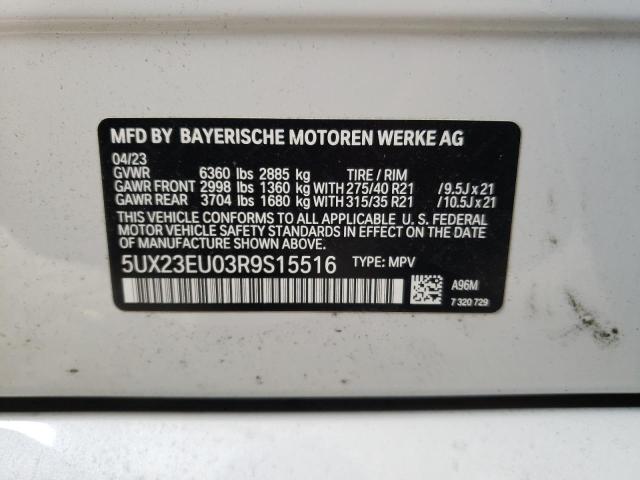 MFD BY BAYERISCHE MOTOREN WERKE AG
04/23
GVWR 6360 lbs 2885 kg TIRE / RIM
GAWR FRONT 2998 lbs 1360 kg WITH 275/40 R21 /9.5J x 21
GAWR REAR 3704 lbs 1680 kg WITH 315/35 R21 /10.5J x 21
THIS VEHICLE CONFORMS TO ALL APPLICABLE U. S. FEDERAL
MOTOR VEHICLE SAFETY STANDARDS IN EFFECT ON THE
DATE OF MANUFACTURE SHOWN ABOVE.
5UX23EU03R9S15516 TYPE: MPV
A96M
7 320 729